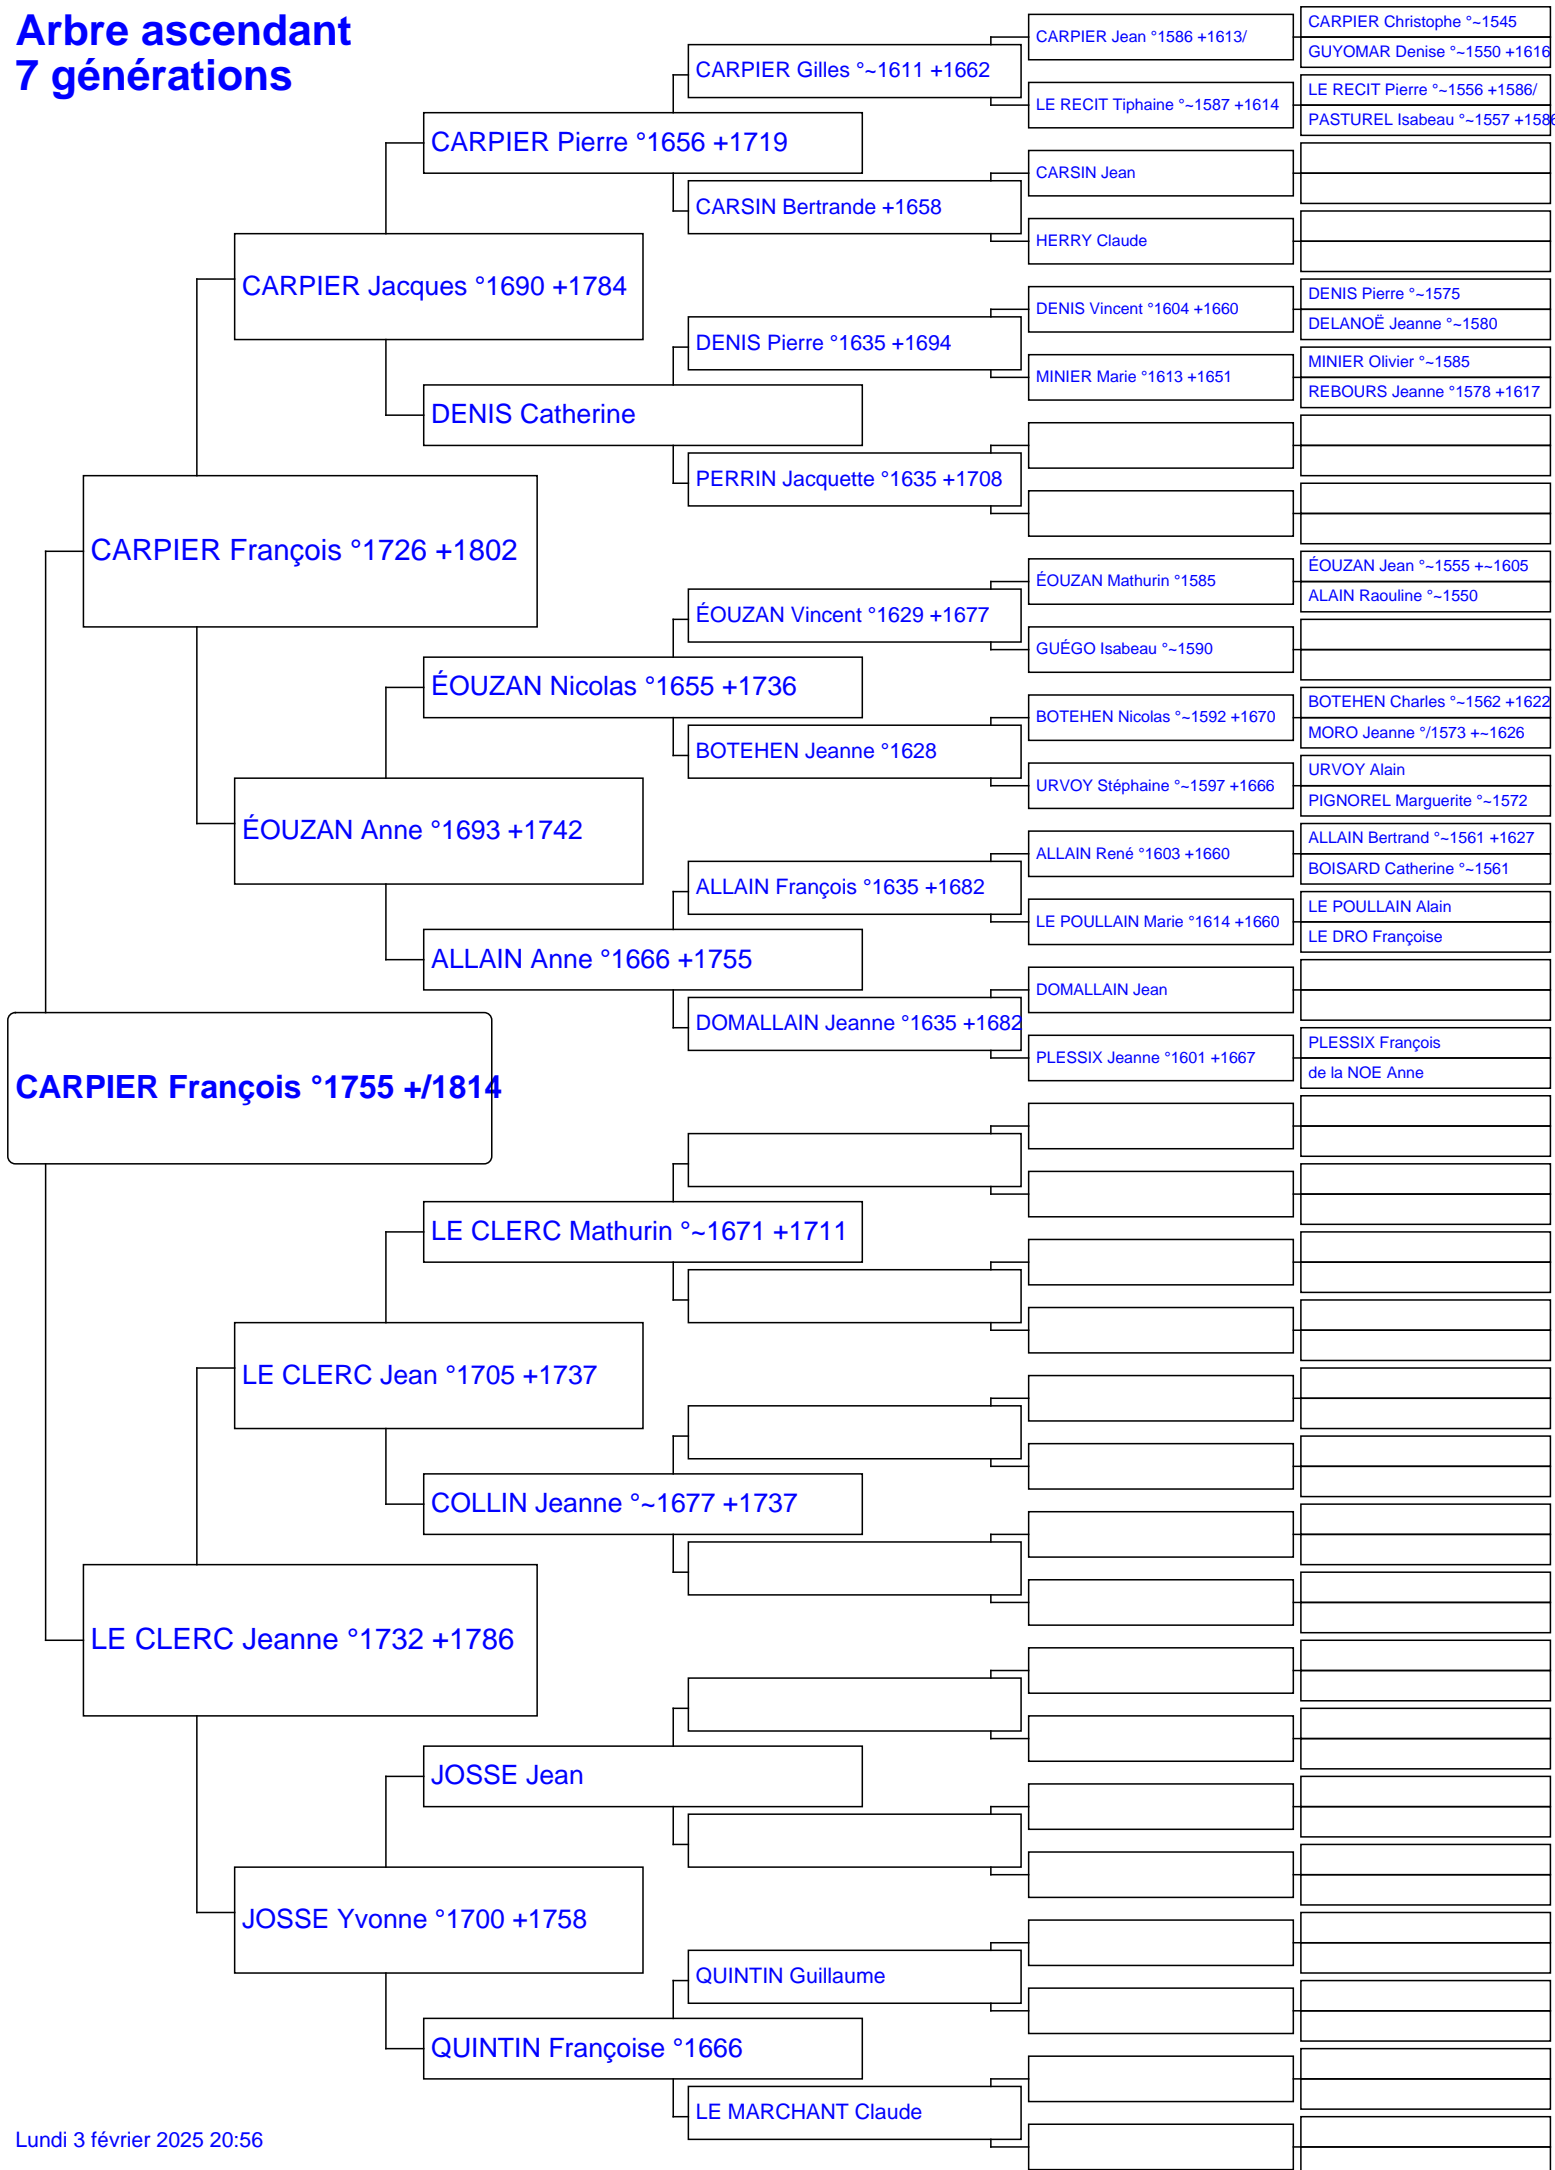 Arbre ascendant
7 générations
CARPIER François °1755 +/1814
CARPIER François °1726 +1802
LE CLERC Jeanne °1732 +1786
CARPIER Jacques °1690 +1784
ÉOUZAN Anne °1693 +1742
LE CLERC Jean °1705 +1737
JOSSE Yvonne °1700 +1758
CARPIER Pierre °1656 +1719
DENIS Catherine
ÉOUZAN Nicolas °1655 +1736
ALLAIN Anne °1666 +1755
LE CLERC Mathurin °~1671 +1711
COLLIN Jeanne °~1677 +1737
JOSSE Jean
QUINTIN Françoise °1666
CARPIER Gilles °~1611 +1662
CARSIN Bertrande +1658
DENIS Pierre °1635 +1694
PERRIN Jacquette °1635 +1708
ÉOUZAN Vincent °1629 +1677
BOTEHEN Jeanne °1628
ALLAIN François °1635 +1682
DOMALLAIN Jeanne °1635 +1682
QUINTIN Guillaume
LE MARCHANT Claude
CARPIER Jean °1586 +1613/
LE RECIT Tiphaine °~1587 +1614
CARSIN Jean
HERRY Claude
DENIS Vincent °1604 +1660
MINIER Marie °1613 +1651
ÉOUZAN Mathurin °1585
GUÉGO Isabeau °~1590
BOTEHEN Nicolas °~1592 +1670
URVOY Stéphaine °~1597 +1666
ALLAIN René °1603 +1660
LE POULLAIN Marie °1614 +1660
DOMALLAIN Jean
PLESSIX Jeanne °1601 +1667
CARPIER Christophe °~1545
GUYOMAR Denise °~1550 +1616
LE RECIT Pierre °~1556 +1586/
PASTUREL Isabeau °~1557 +1586
DENIS Pierre °~1575
DELANOË Jeanne °~1580
MINIER Olivier °~1585
REBOURS Jeanne °1578 +1617
ÉOUZAN Jean °~1555 +~1605
ALAIN Raouline °~1550
BOTEHEN Charles °~1562 +1622
MORO Jeanne °/1573 +~1626
URVOY Alain
PIGNOREL Marguerite °~1572
ALLAIN Bertrand °~1561 +1627
BOISARD Catherine °~1561
LE POULLAIN Alain
LE DRO Françoise
PLESSIX François
de la NOE Anne
Lundi 3 février 2025 20:56